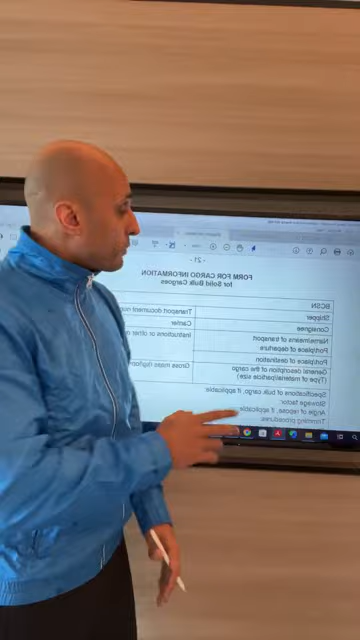 - 21 -
FORM FOR CARGO INFORMATION
for Solid Bulk Cargoes
BCSN
Shipper
Transport document
Consignee
Carrier
Name/means of transport
Instructions or other
Port/place of departure
Port/place of destination
General description of the cargo
Gross mass (kg/tonnes
(Type of material/particle size)
Specifications of bulk cargo, if applicable:
Stowage factor:
Angle of repose, if applicable:
Trimming procedures: